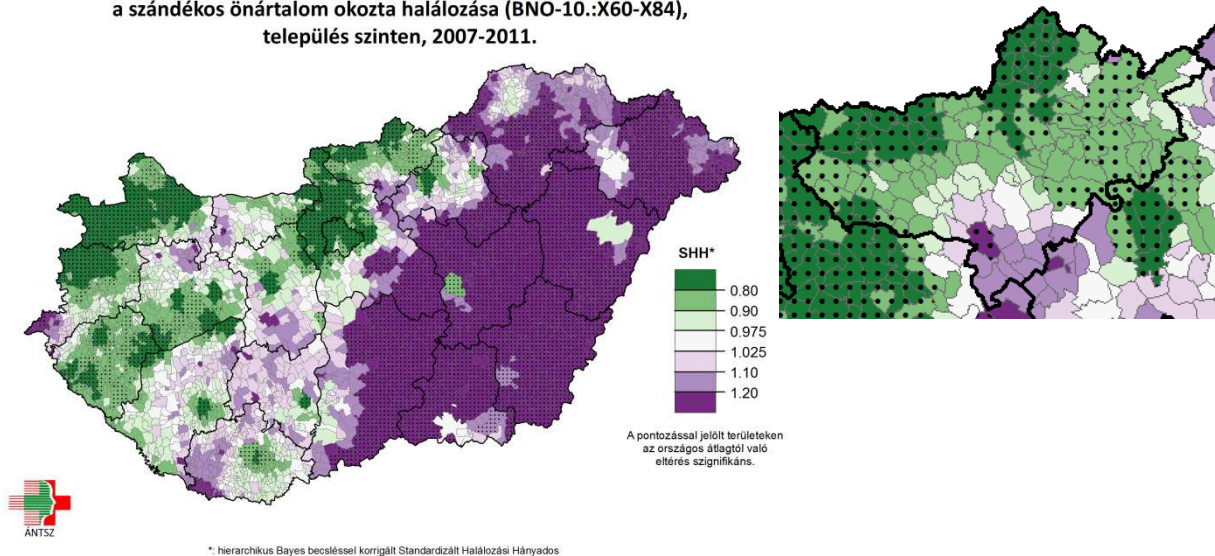 a szándékos önártalom okozta halálozása (BNO-10.:X60-X84),
település szinten, 2007-2011.
SHH*
0.80
0.90
0.975
1.025
1.10
1.20
A pontozással jelölt területeken
az országos átlagtól való
eltérés szignifikáns.
ÁNTSZ
*: hierarchikus Bayes becsléssel korrigált Standardizált Halálozási Hányados